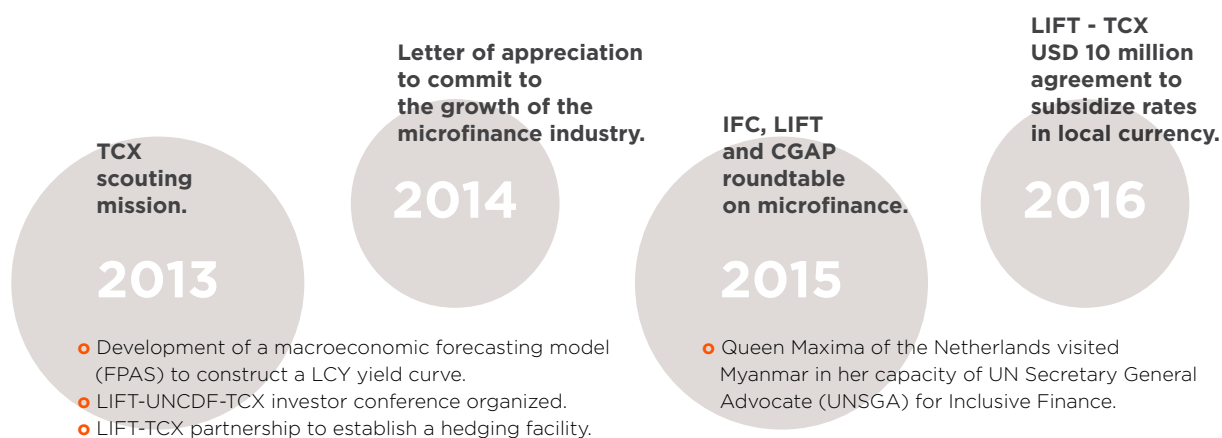 TCX
scouting
mission.
2013
o Development of a macroeconomic forecasting model
(FPAS) to construct a LCY yield curve.
o LIFT-UNCDF-TCX investor conference organized.
o LIFT-TCX partnership to establish a hedging facility.
Letter of appreciation
to commit to
the growth of the
microfinance industry.
2014
IFC, LIFT
and CGAP
roundtable
on microfinance.
2015
o Queen Maxima of the Netherlands visited
Myanmar in her capacity of UN Secretary General
Advocate (UNSGA) for Inclusive Finance.
LIFT - TCX
USD 10 million
agreement to
subsidize rates
in local currency.
2016